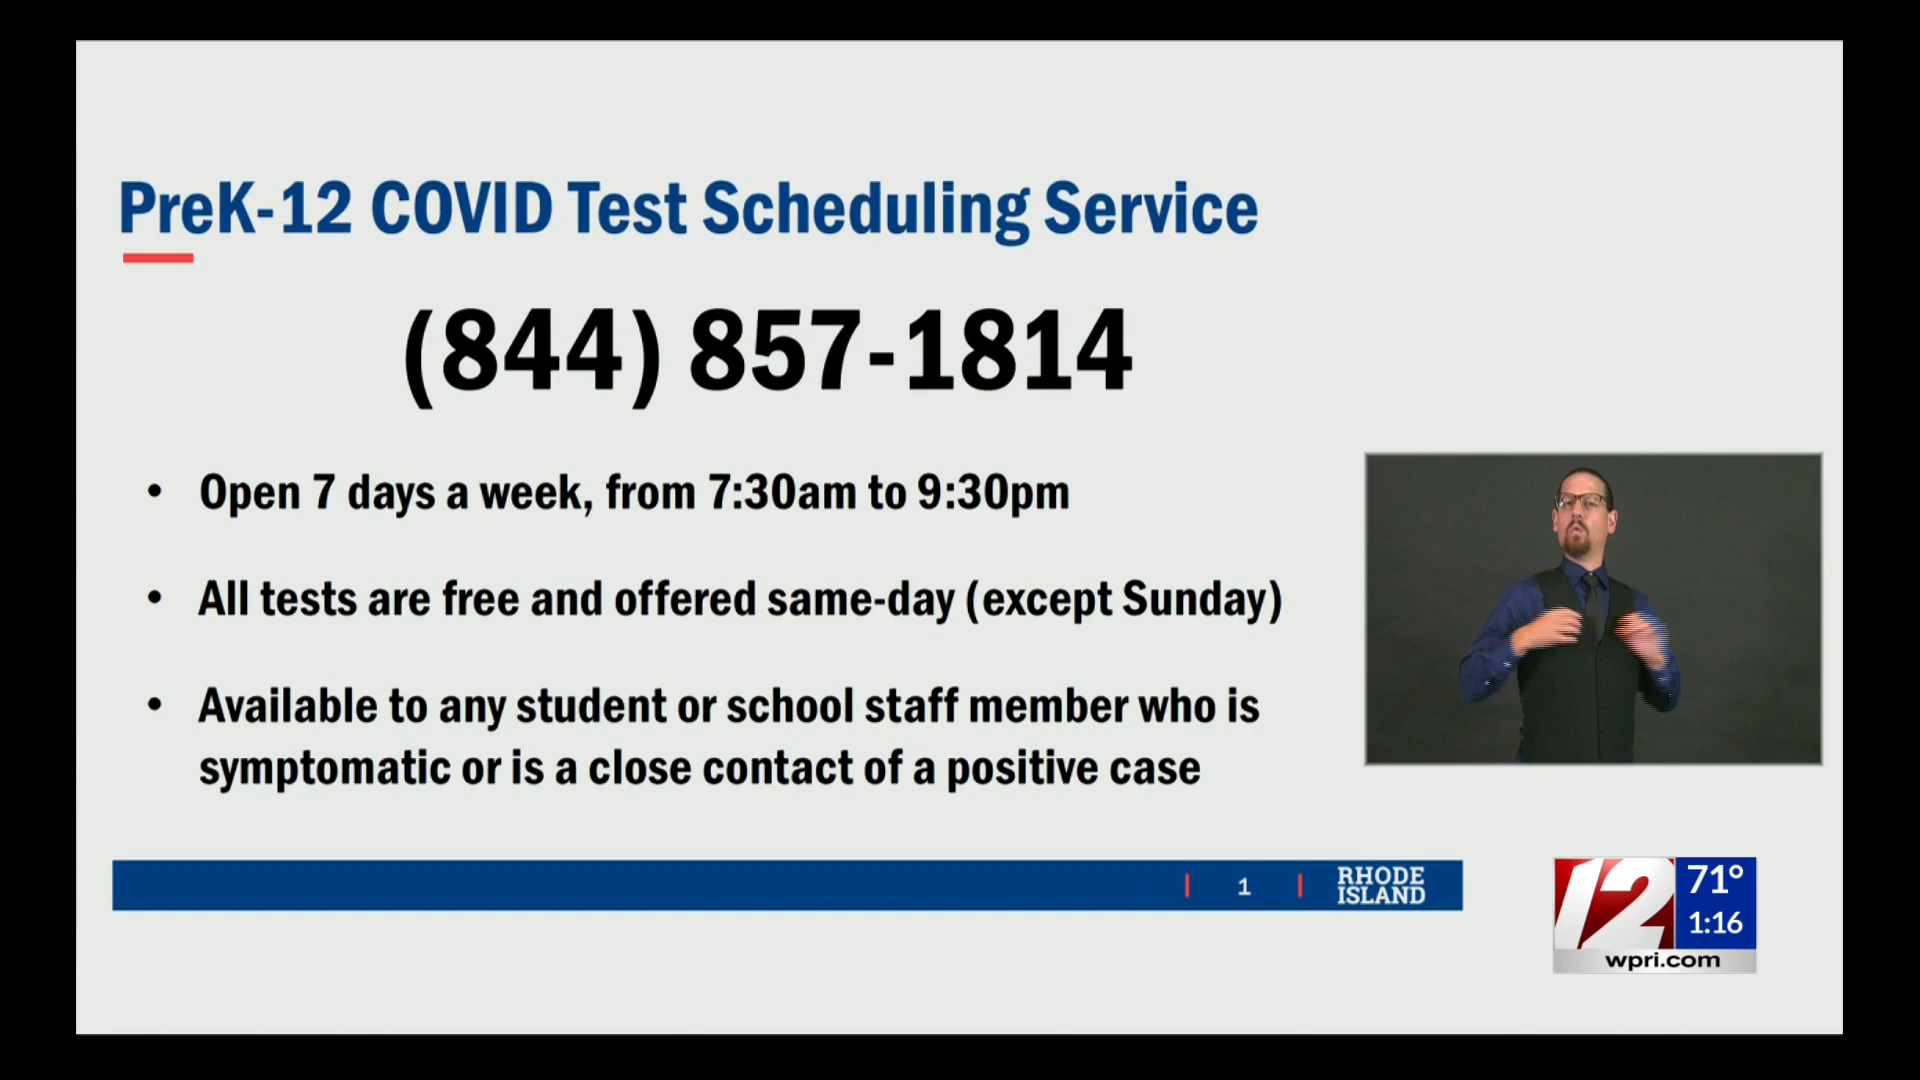 PreK-12 COVID Test Scheduling Service
(844) 857-1814
• Open 7 days a week, from 7:30am to 9:30pm
• All tests are free and offered same-day (except Sunday)
• Available to any student or school staff member who is
symptomatic or is a close contact of a positive case
1
RHODE
ISLAND
12
71°
1:16
wpri.com